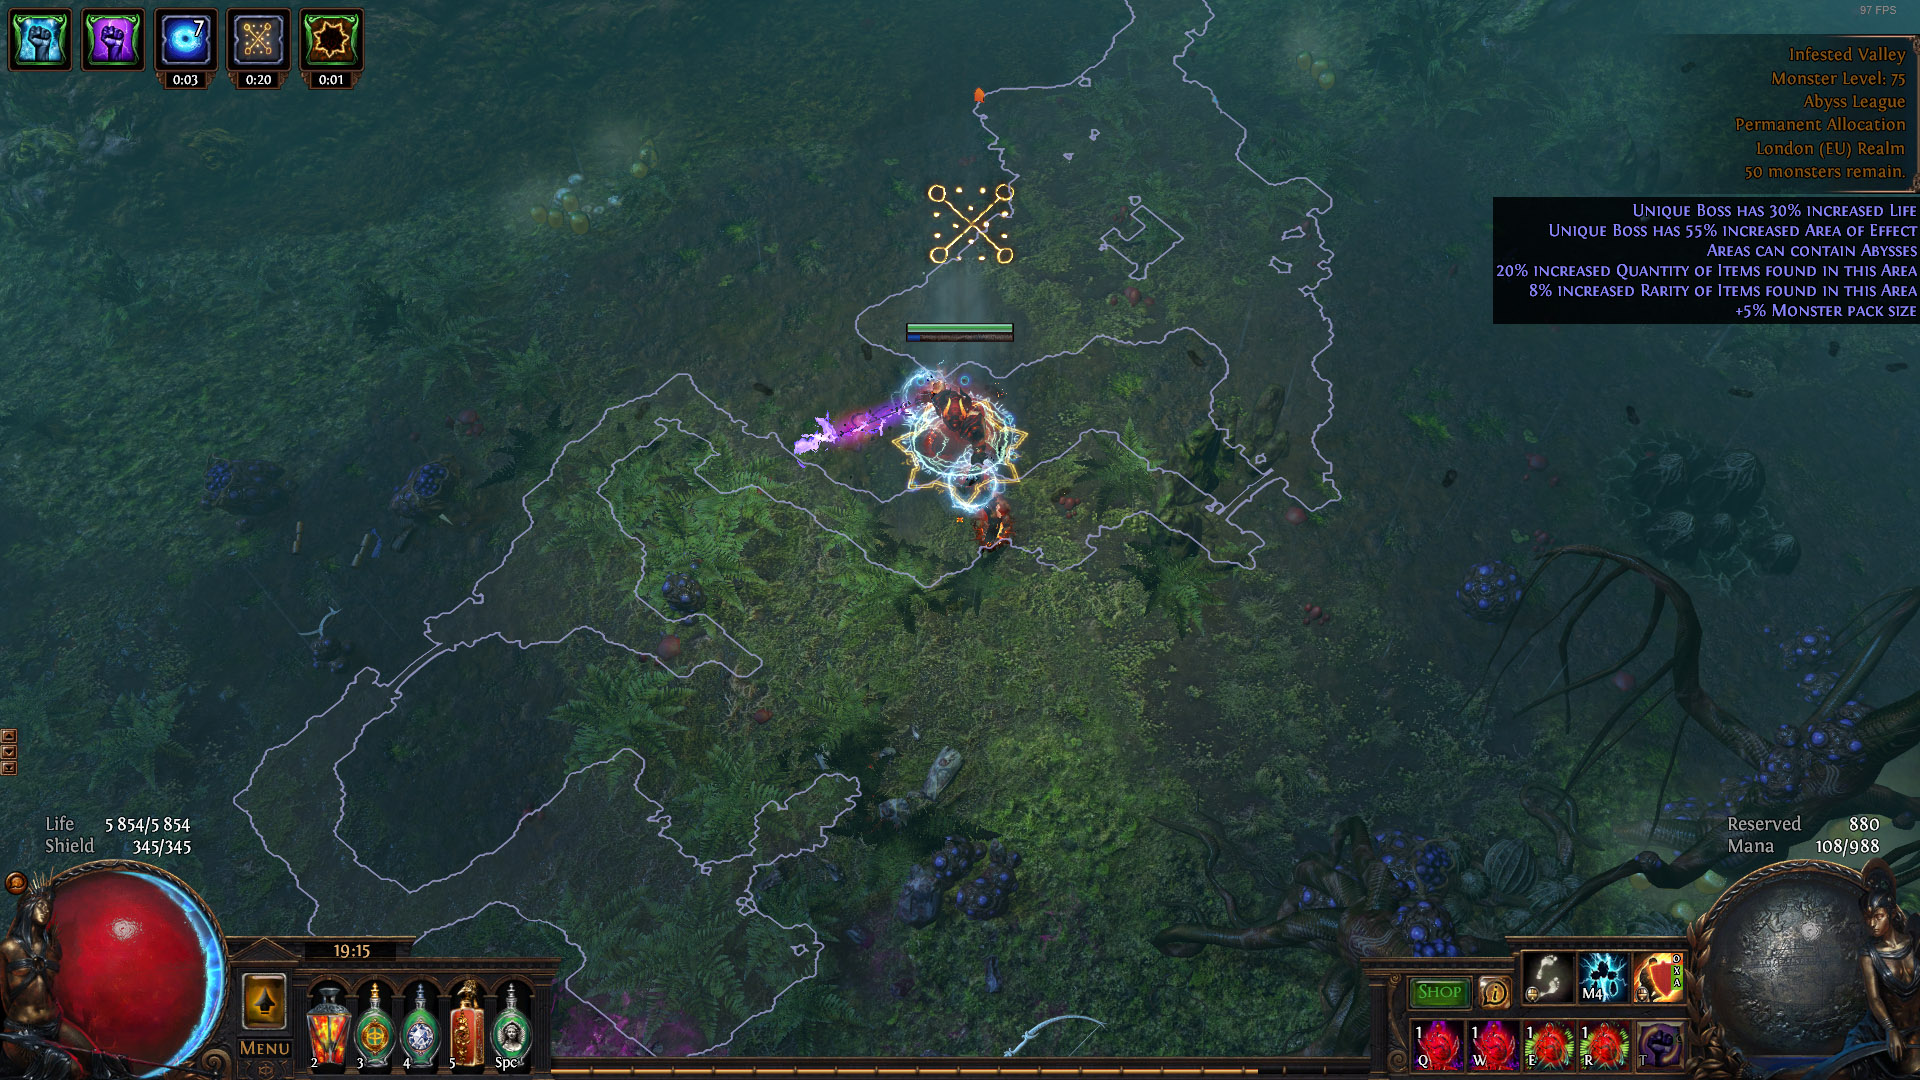 97 FPS
7
0:03
0:20
0:01
Infested Valley
Monster Level: 75
Abyss League
Permanent Allocation
London (EU) Realm
50 monsters remain.
Unique Boss has 30% increased Life
Unique Boss has 55% increased Area of Effect
Areas can contain Abysses
20% increased Quantity of Items found in this Area
8% increased Rarity of Items found in this Area
+5% Monster pack size
Life 5 854/5 854
Shield 345/345
Reserved 880
Mana 108/988
19:15
Menu
2 3 4 5 Spc
Shop
M4
O
X
A
1 1 1 1
Q W E R T